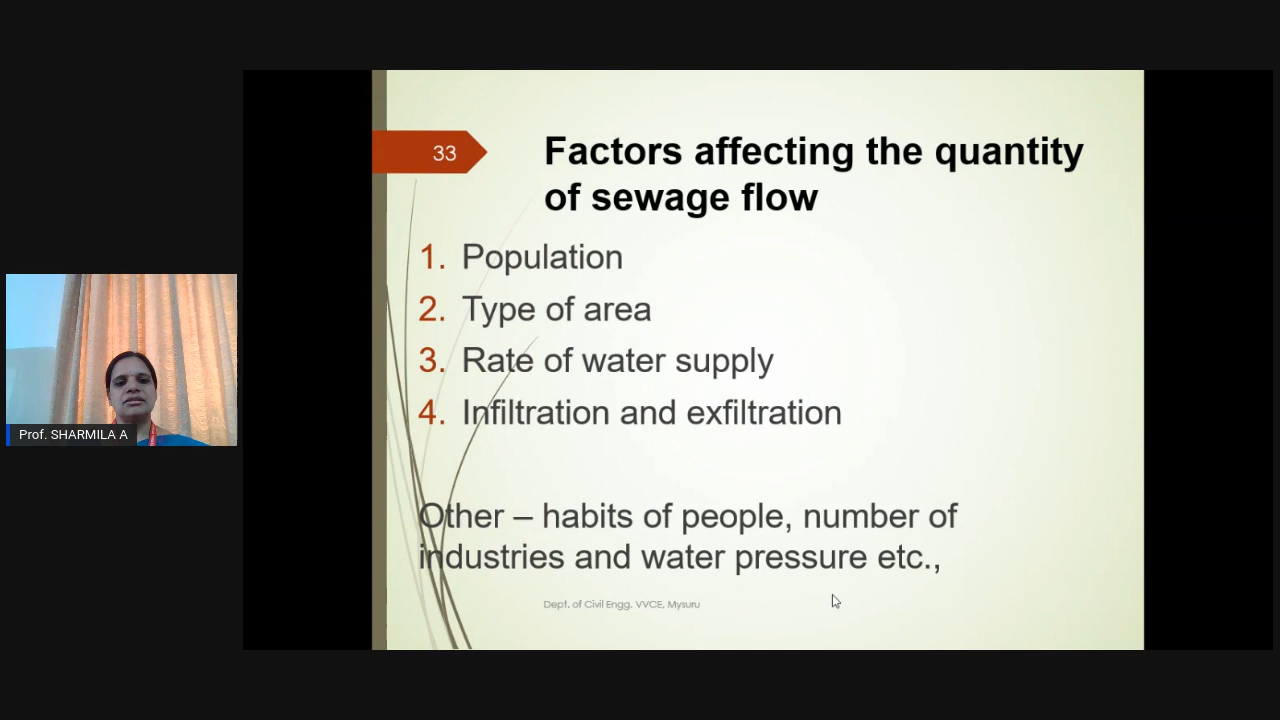 33
Factors affecting the quantity
of sewage flow
1. Population
2. Type of area
3. Rate of water supply
4. Infiltration and exfiltration
Other – habits of people, number of
industries and water pressure etc.,
Dept. of Civil Engg. VVCE, Mysuru
Prof. SHARMILA A